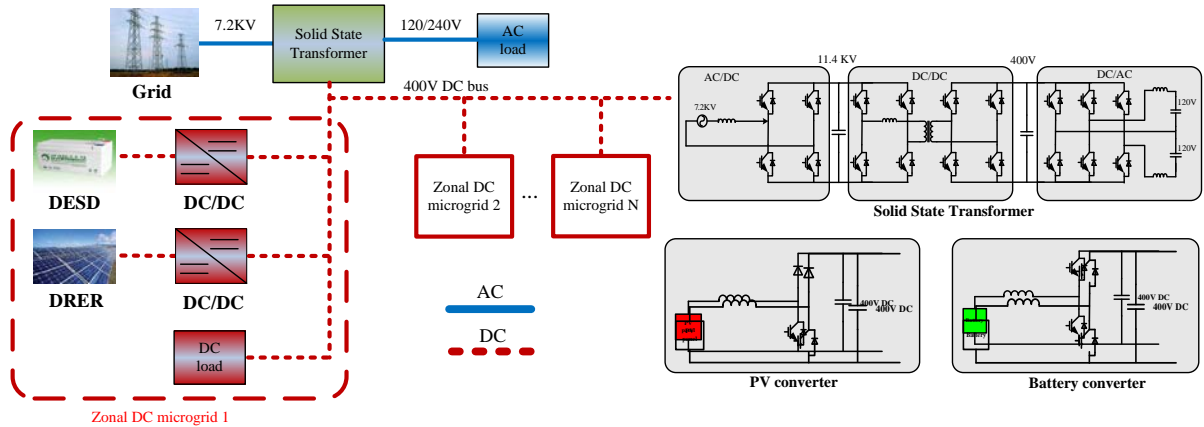 7.2KV
Solid State
Transformer
120/240V
AC
load
Grid
400V DC bus
DESD
DC/DC
DRER
DC/DC
DC
load
Zonal DC microgrid 1
Zonal DC
microgrid 2
...
Zonal DC
microgrid N
AC
DC
AC/DC
11.4 KV
DC/DC
400V
DC/AC
7.2KV
120V
120V
Solid State Transformer
400V DC
400V DC
PV converter
400V DC
400V DC
Battery converter